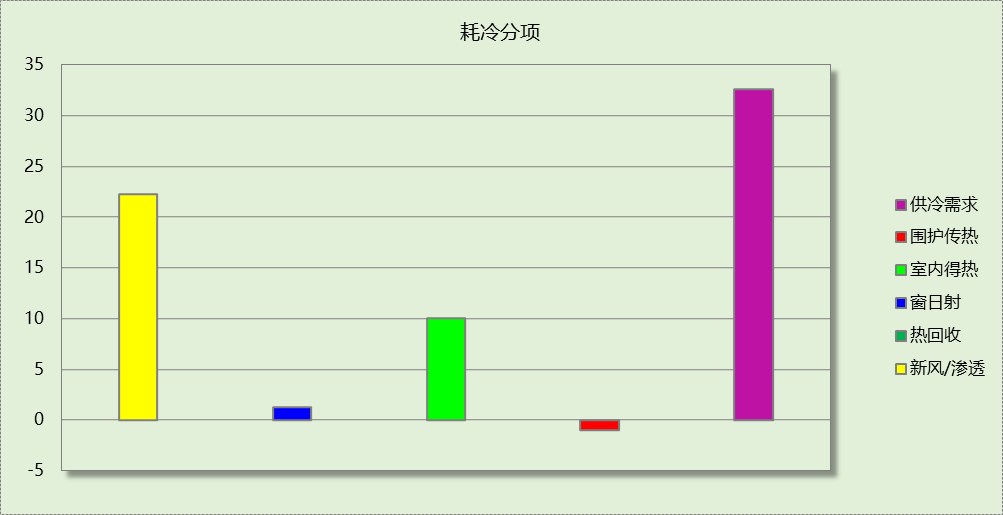 耗冷分项
35
30
25
20
15
10
5
0
-5
供冷需求
围护传热
室内得热
窗日射
热回收
新风/渗透